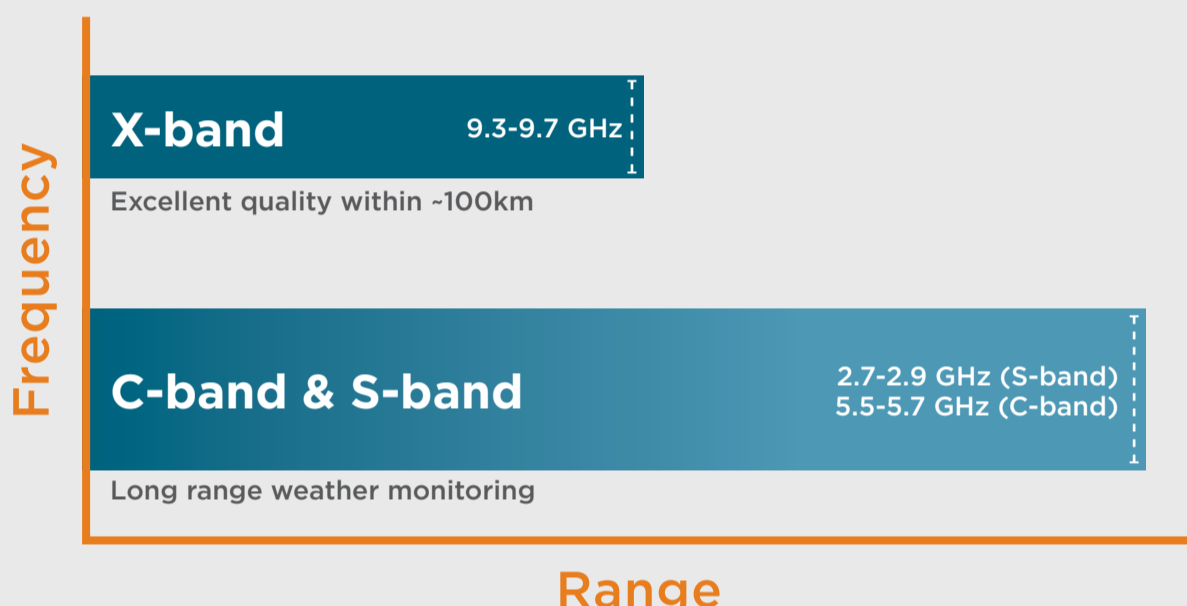 Frequency
X-band
9.3-9.7 GHz
Excellent quality within ~100km
C-band & S-band
2.7-2.9 GHz (S-band)
5.5-5.7 GHz (C-band)
Long range weather monitoring
Range